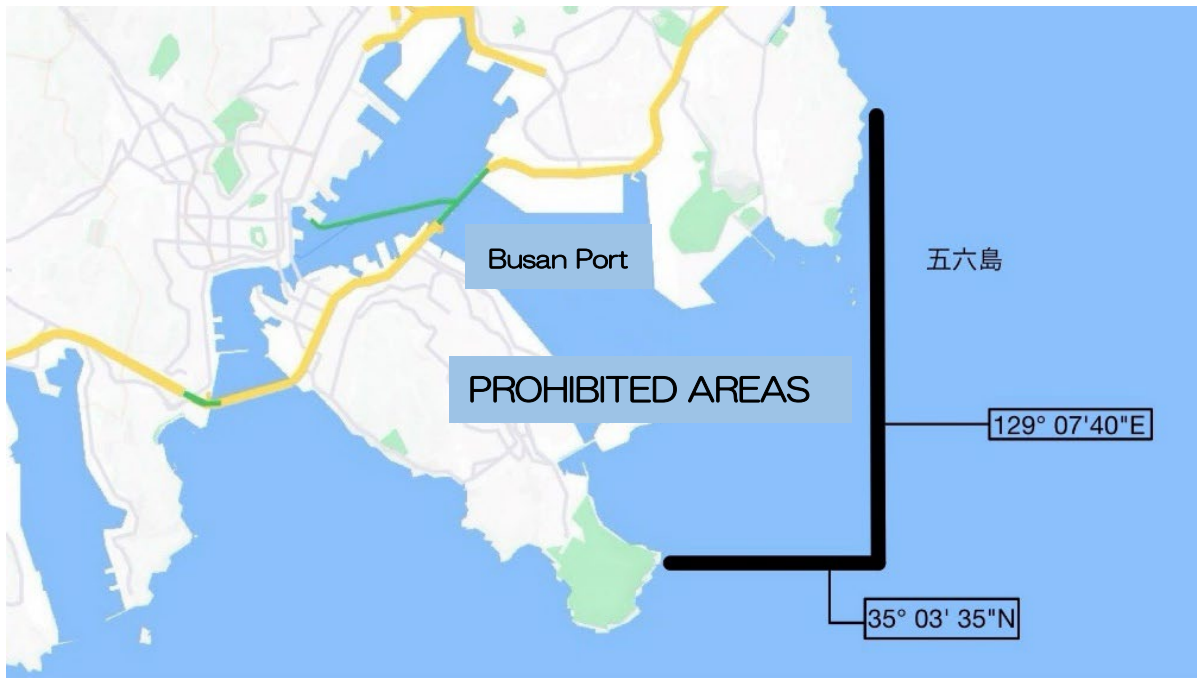 Busan Port
五六島
PROHIBITED AREAS
129° 07'40"E
35° 03' 35"N